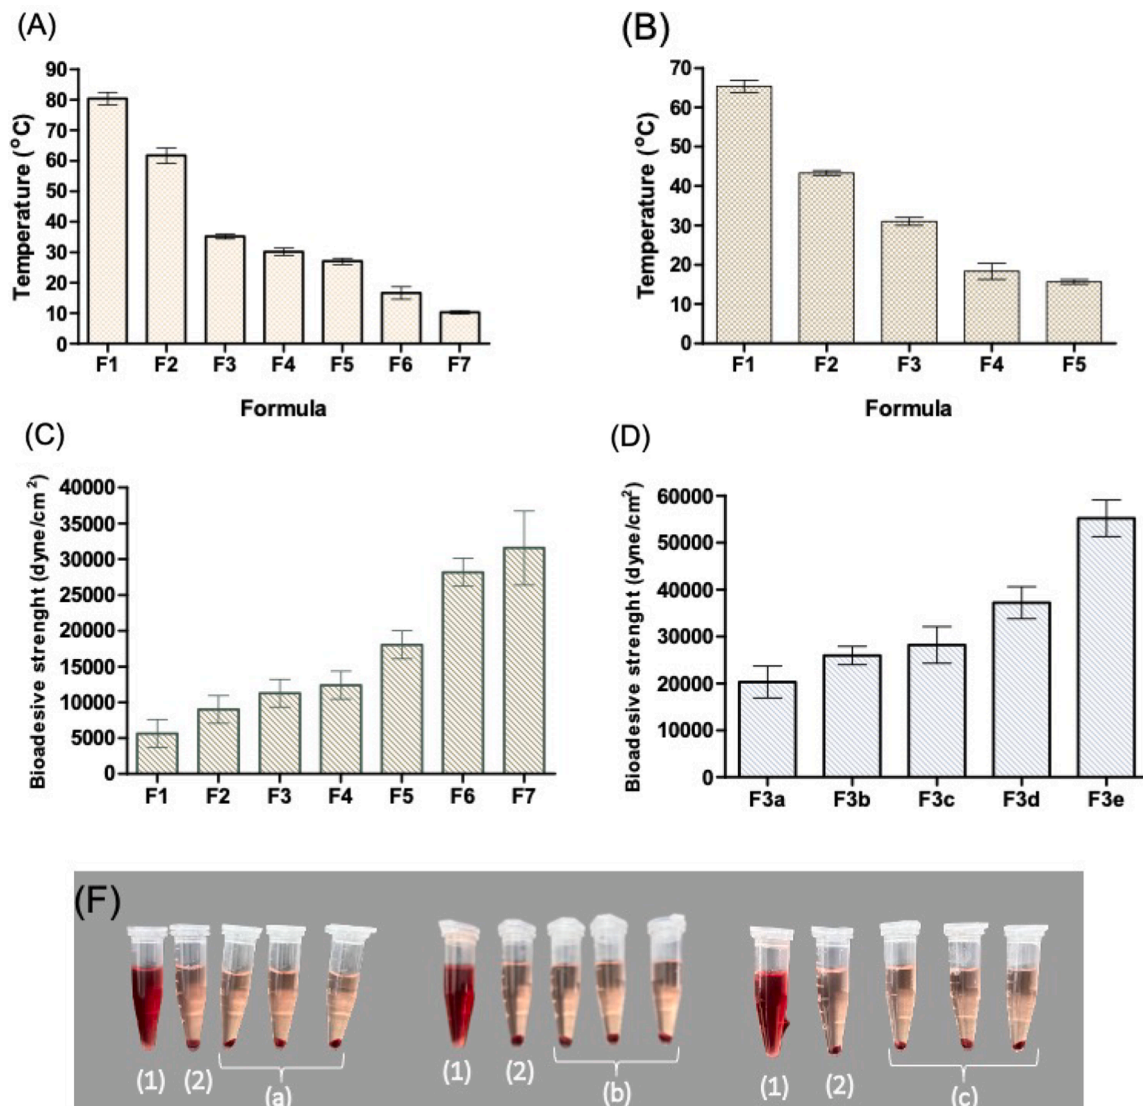 (A)
Temperature (°C)
90
80
70
60
50
40
30
20
10
0
F1 F2 F3 F4 F5 F6 F7
Formula
(B)
Temperature (°C)
70
60
50
40
30
20
10
0
F1 F2 F3 F4 F5
Formula
(C)
Bioadesive strenght (dyne/cm²)
40000
35000
30000
25000
20000
15000
10000
5000
0
F1 F2 F3 F4 F5 F6 F7
(D)
Bioadesive strenght (dyne/cm²)
60000
50000
40000
30000
20000
10000
0
F3a F3b F3c F3d F3e
(F)
(1) (2) (a) (1) (2) (b) (1) (2) (c)